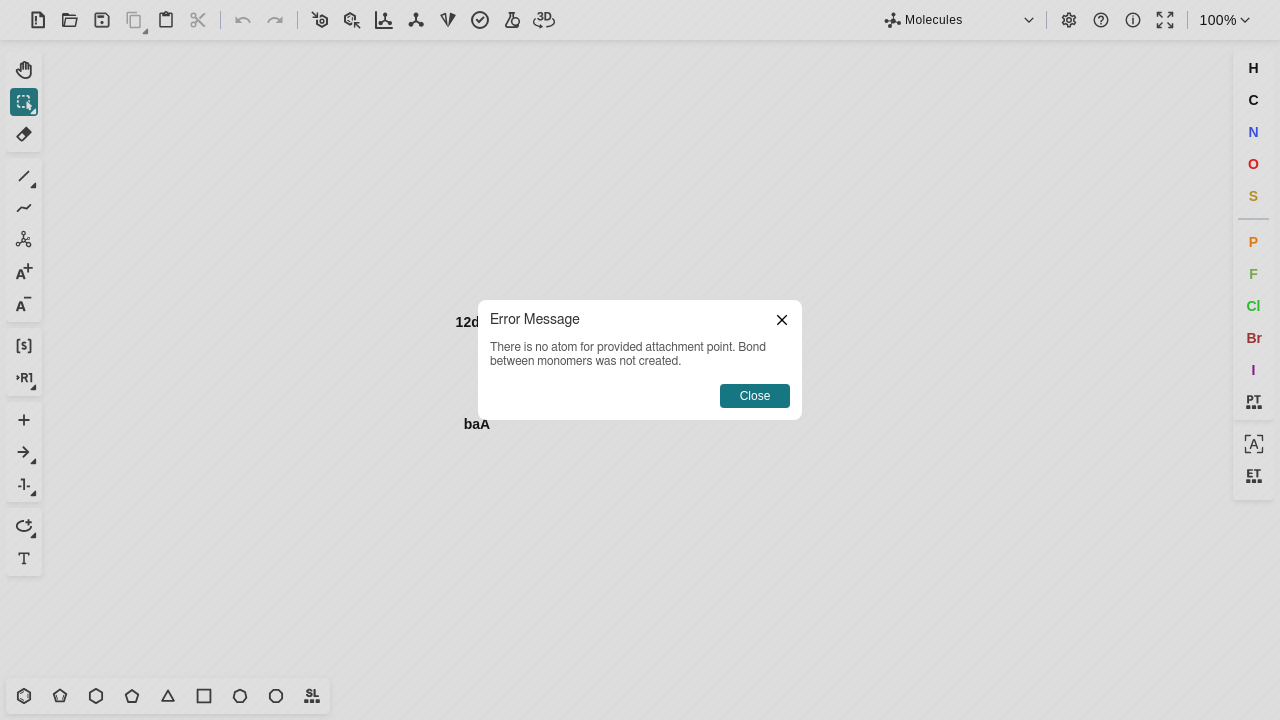 3D
Molecules
100%
H
C
N
O
S
P
F
Cl
Br
I
PT
A
ET
A+
A−
[s]
R1
-1-
T
12d
Error Message
There is no atom for provided attachment point. Bond
between monomers was not created.
Close
baA
SL